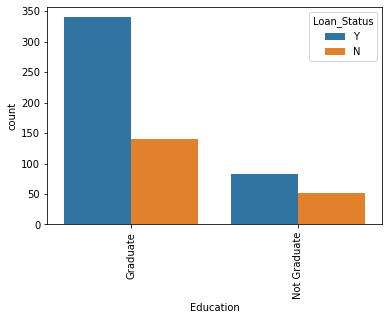 350
300
250
200
150
100
50
0
count
Loan_Status
Y
N
Graduate
Not Graduate
Education